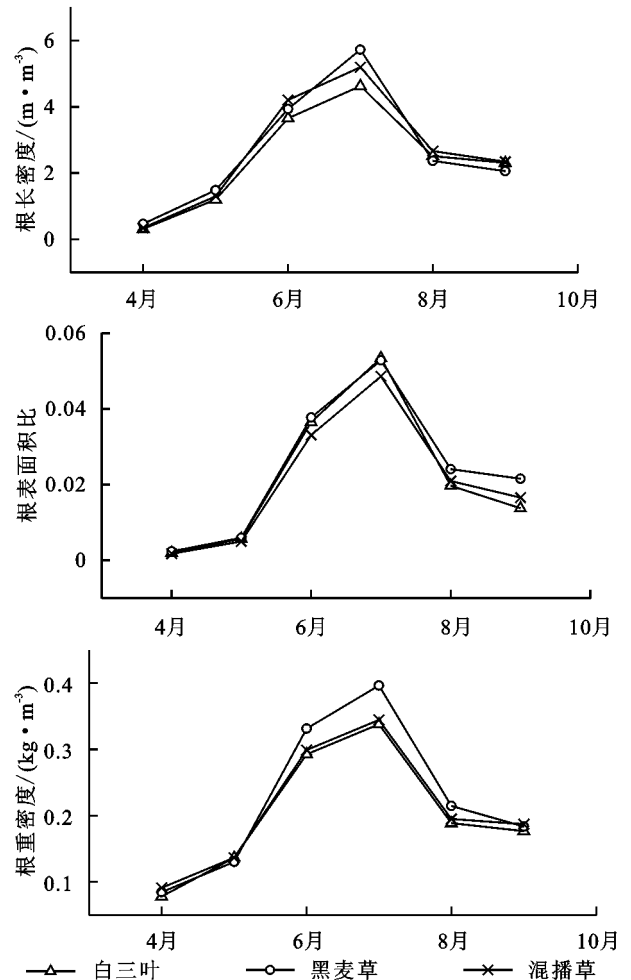 根长密度/(m·m⁻³)
6
4
2
0
4月 6月 8月 10月
根表面积比
0.06
0.04
0.02
0
4月 6月 8月 10月
根重密度/(kg·m⁻³)
0.4
0.3
0.2
0.1
4月 6月 8月 10月
白三叶 黑麦草 混播草